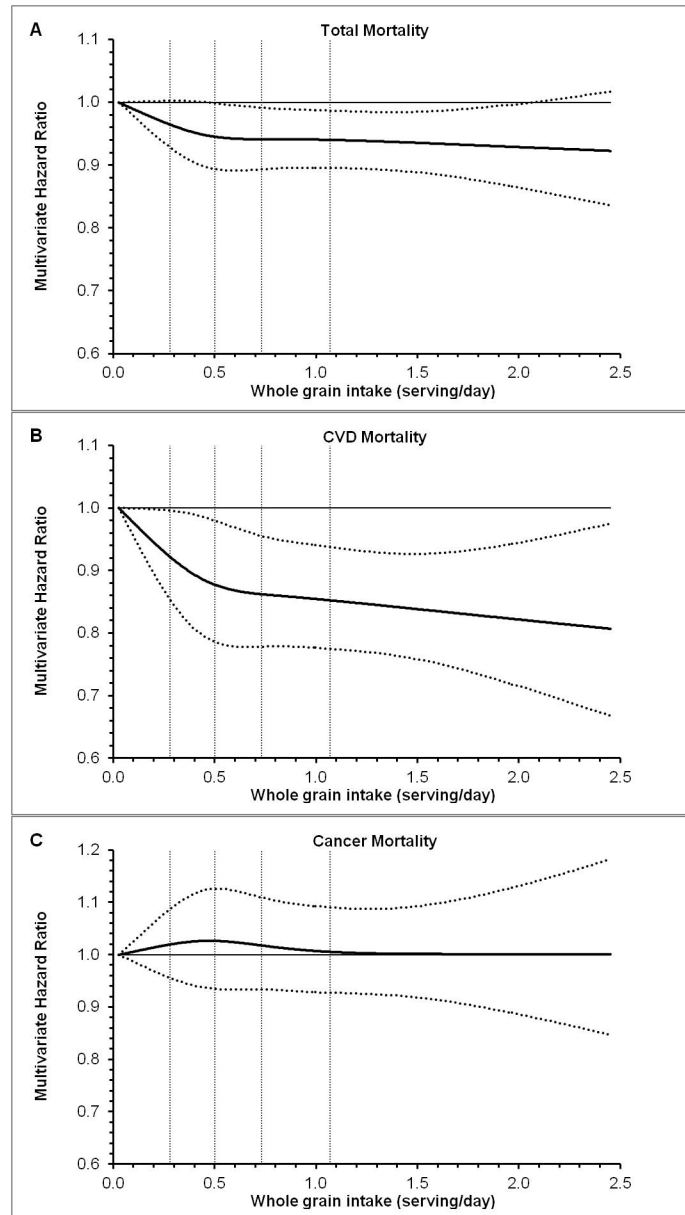 A
Total Mortality
1.1
1.0
0.9
0.8
0.7
0.6
Multivariate Hazard Ratio
0.0 0.5 1.0 1.5 2.0 2.5
Whole grain intake (serving/day)
B
CVD Mortality
1.1
1.0
0.9
0.8
0.7
0.6
Multivariate Hazard Ratio
0.0 0.5 1.0 1.5 2.0 2.5
Whole grain intake (serving/day)
C
Cancer Mortality
1.2
1.1
1.0
0.9
0.8
0.7
0.6
Multivariate Hazard Ratio
0.0 0.5 1.0 1.5 2.0 2.5
Whole grain intake (serving/day)